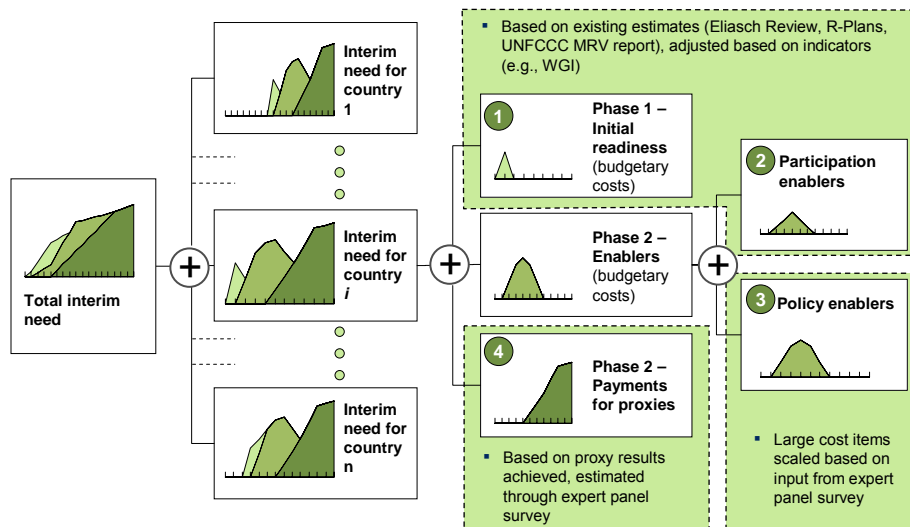 Total interim
need
Interim
need for
country
1
Interim
need for
country
i
Interim
need for
country
n
▪ Based on existing estimates (Eliasch Review, R-Plans,
UNFCCC MRV report), adjusted based on indicators
(e.g., WGI)
1
Phase 1 –
Initial
readiness
(budgetary
costs)
Phase 2 –
Enablers
(budgetary
costs)
4
Phase 2 –
Payments
for proxies
▪ Based on proxy results
achieved, estimated
through expert panel
survey
2
Participation
enablers
3
Policy enablers
▪ Large cost items
scaled based on
input from expert
panel survey